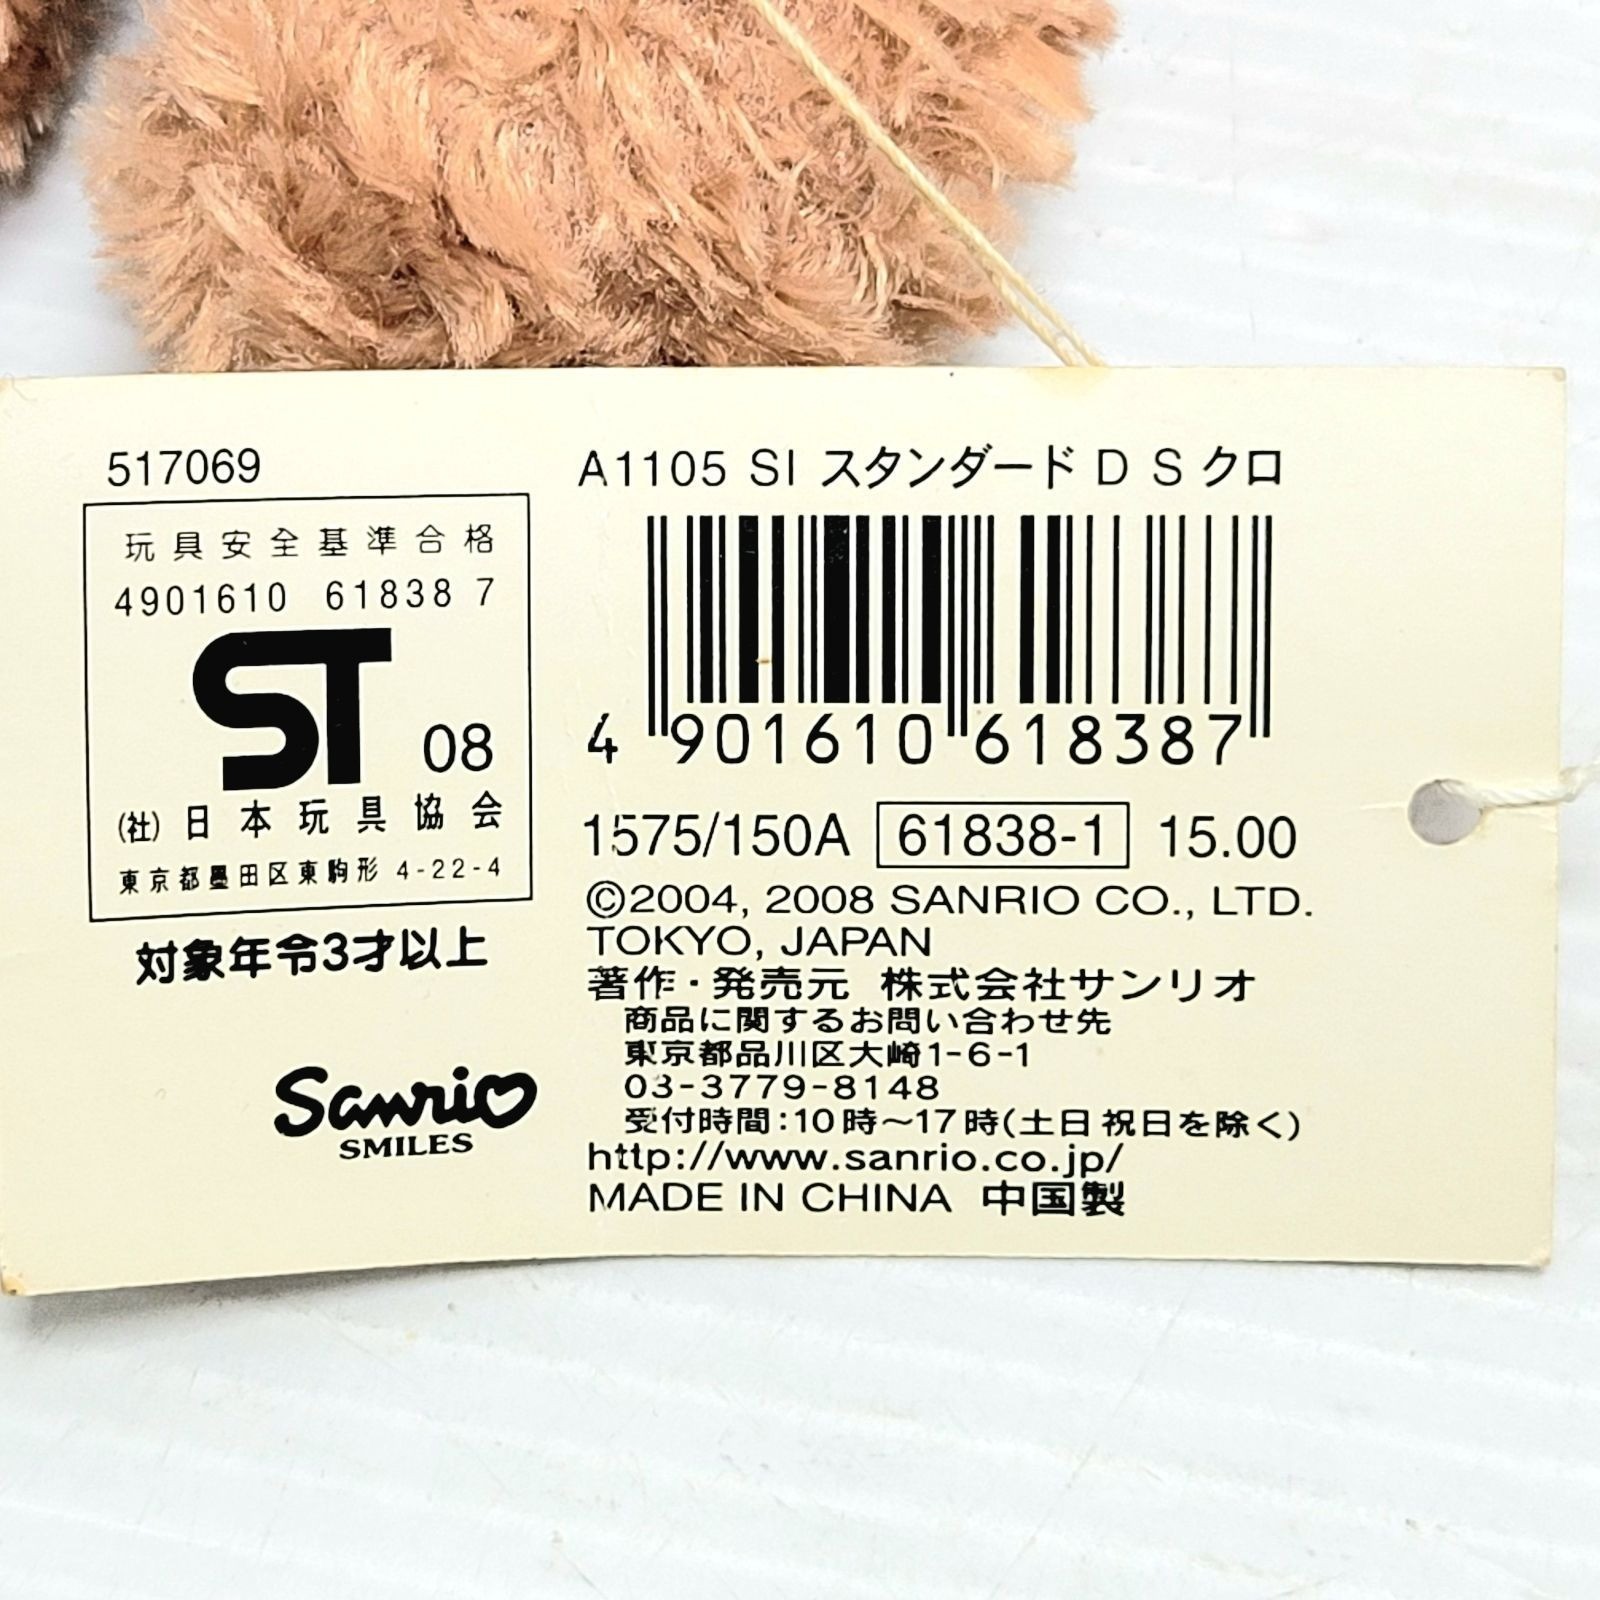 517069
玩具安全基準合格
4901610 61838 7
ST 08
(社)日本玩具協会
東京都墨田区東駒形 4-22-4
対象年令3才以上
Sanrio
SMILES
A1105 SI スタンダード D S クロ
4 901610 618387
1575/150A 61838-1 15.00
©2004, 2008 SANRIO CO., LTD.
TOKYO, JAPAN
著作・発売元 株式会社サンリオ
商品に関するお問い合わせ先
東京都品川区大崎1-6-1
03-3779-8148
受付時間:10時〜17時(土日祝日を除く)
http://www.sanrio.co.jp/
MADE IN CHINA 中国製